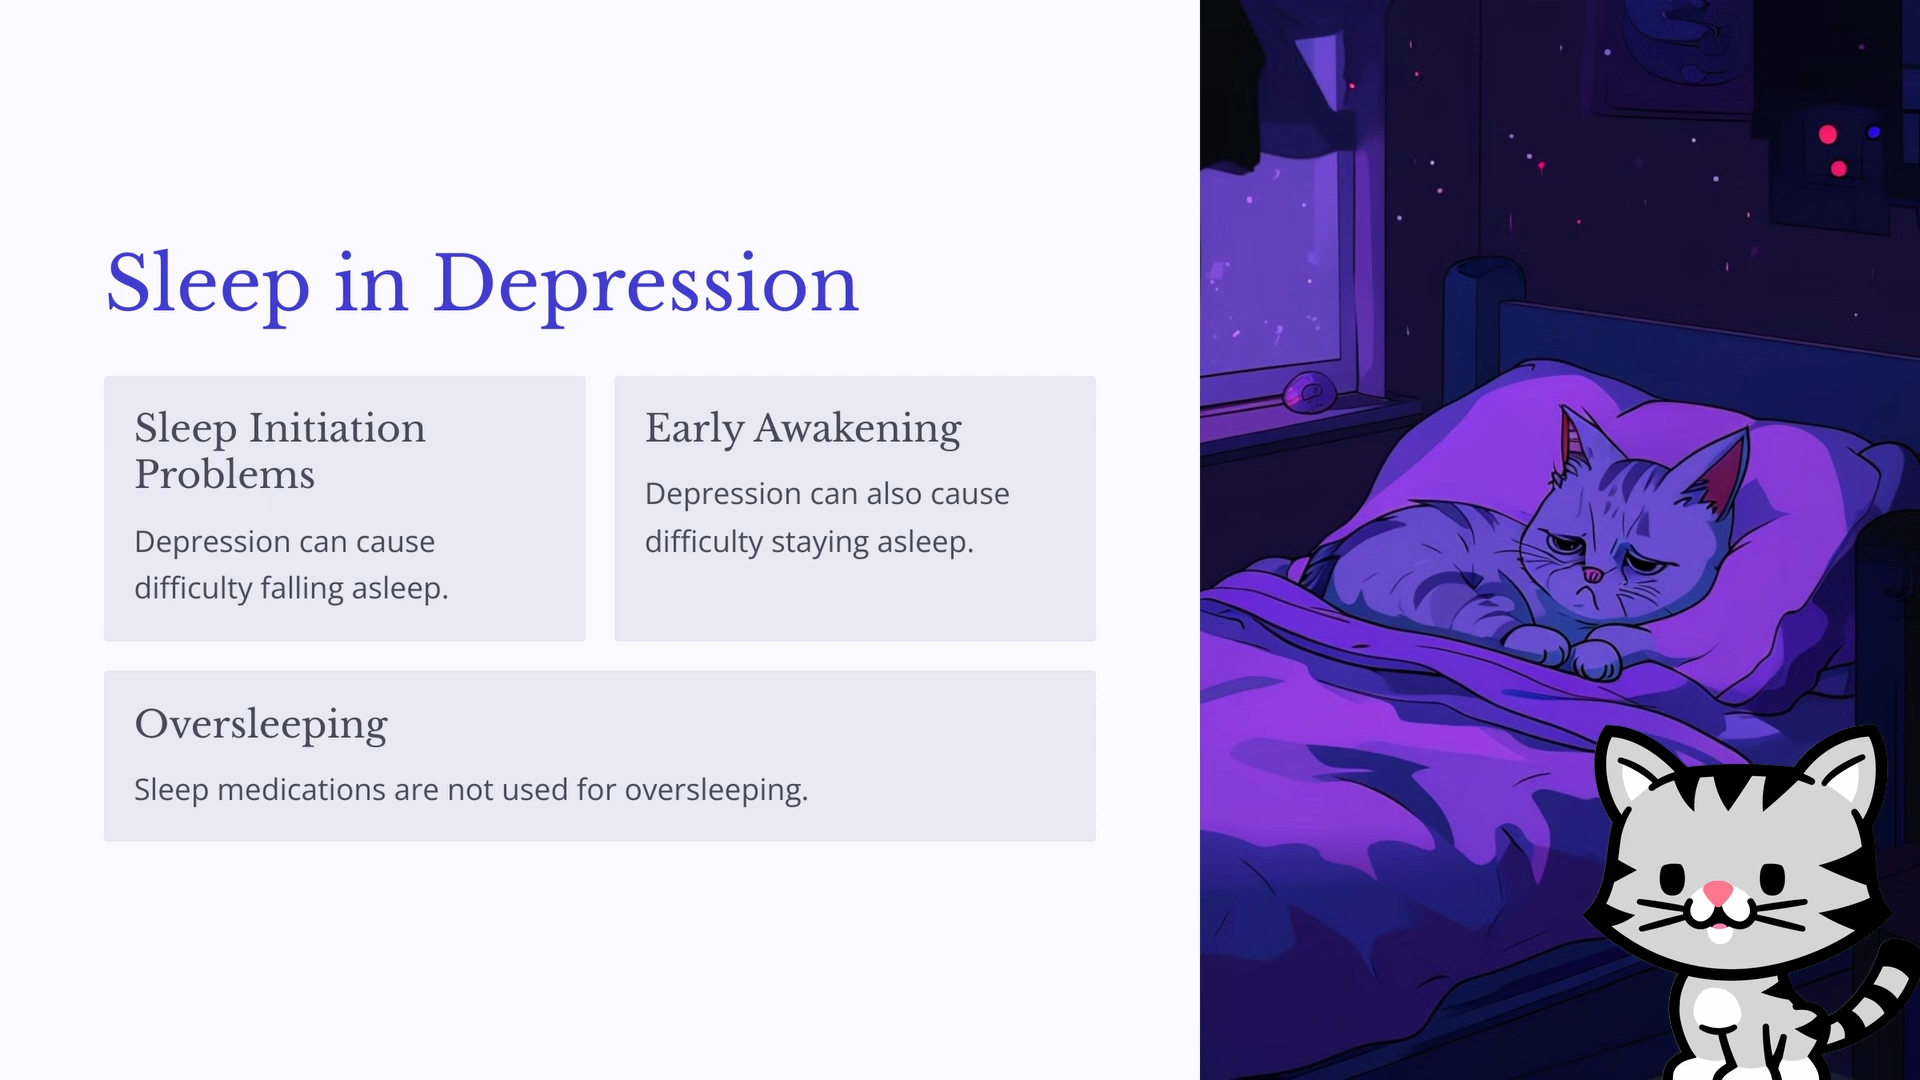 Sleep in Depression
Sleep Initiation
Problems
Depression can cause
difficulty falling asleep.
Early Awakening
Depression can also cause
difficulty staying asleep.
Oversleeping
Sleep medications are not used for oversleeping.